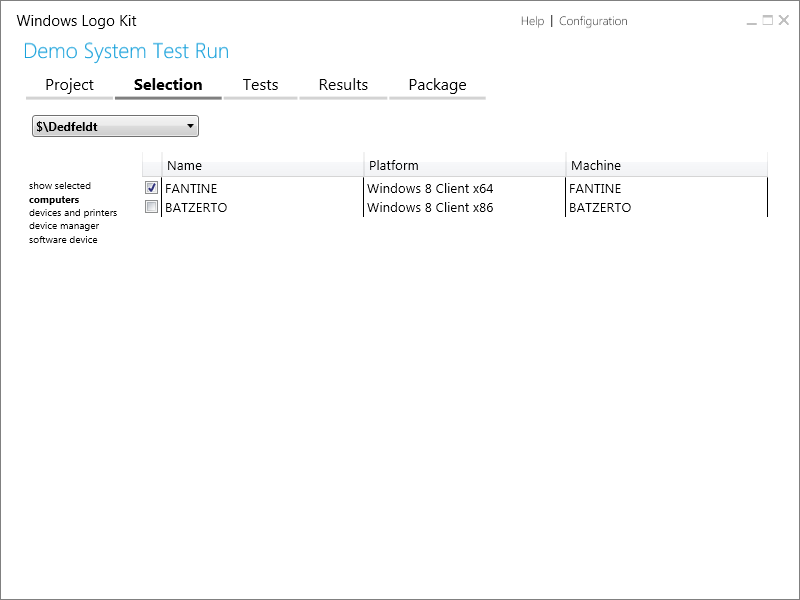 Windows Logo Kit
Help | Configuration
Demo System Test Run
Project Selection Tests Results Package
$\Dedfeldt
Name Platform Machine
show selected
computers
devices and printers
device manager
software device
FANTINE Windows 8 Client x64 FANTINE
BATZERTO Windows 8 Client x86 BATZERTO